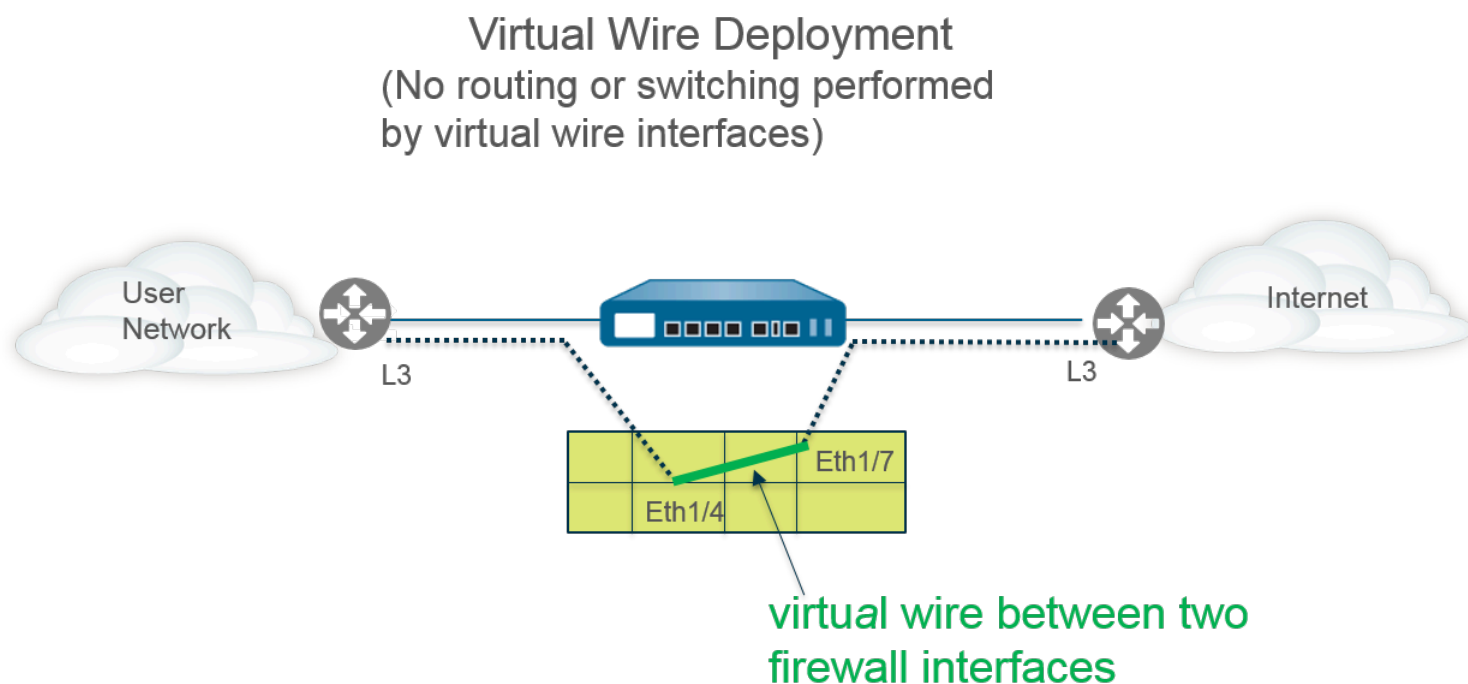 Virtual Wire Deployment
(No routing or switching performed
by virtual wire interfaces)
User
Network
Internet
L3
L3
Eth1/7
Eth1/4
virtual wire between two
firewall interfaces